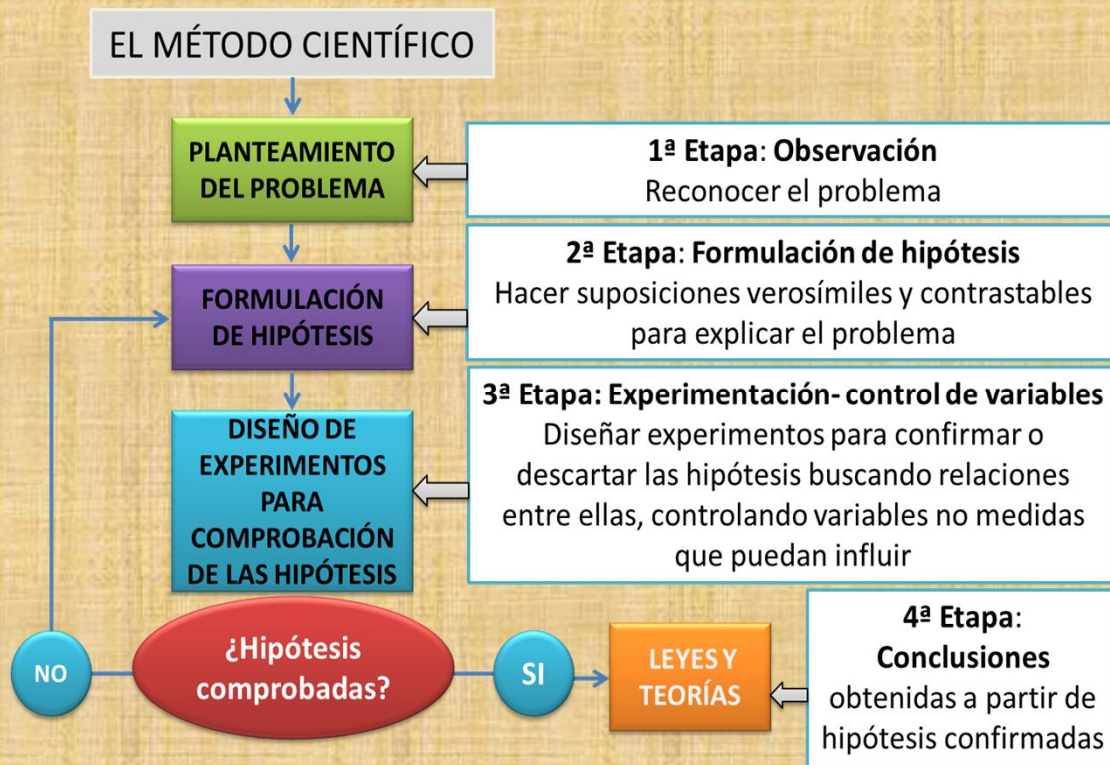 EL MÉTODO CIENTÍFICO
PLANTEAMIENTO
DEL PROBLEMA
1ª Etapa: Observación
Reconocer el problema
FORMULACIÓN
DE HIPÓTESIS
2ª Etapa: Formulación de hipótesis
Hacer suposiciones verosímiles y contrastables
para explicar el problema
DISEÑO DE
EXPERIMENTOS
PARA
COMPROBACIÓN
DE LAS HIPÓTESIS
3ª Etapa: Experimentación- control de variables
Diseñar experimentos para confirmar o
descartar las hipótesis buscando relaciones
entre ellas, controlando variables no medidas
que puedan influir
NO
¿Hipótesis
comprobadas?
SI
LEYES Y
TEORÍAS
4ª Etapa:
Conclusiones
obtenidas a partir de
hipótesis confirmadas